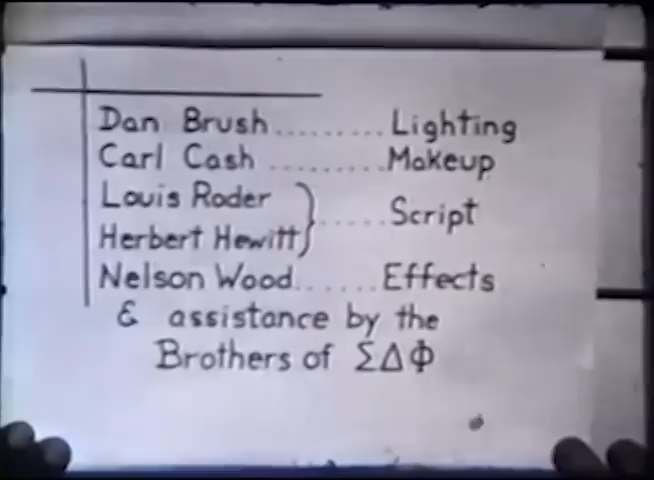 Dan Brush.........Lighting
Carl Cash.........Makeup
Louis Roder
Herbert Hewitt}.....Script
Nelson Wood......Effects
& assistance by the
Brothers of ΣΔΦ